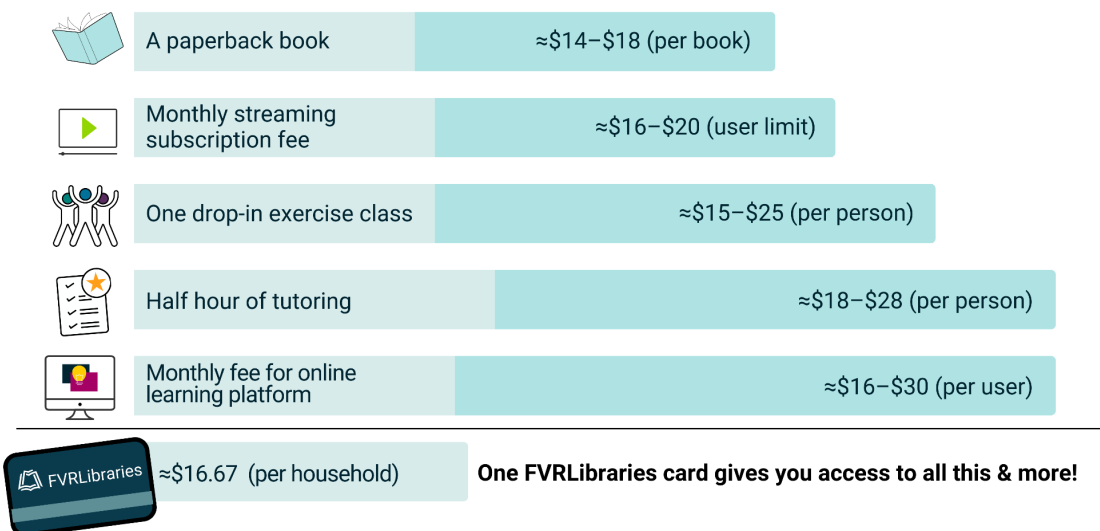 A paperback book
≈$14–$18 (per book)
Monthly streaming
subscription fee
≈$16–$20 (user limit)
One drop-in exercise class
≈$15–$25 (per person)
Half hour of tutoring
≈$18–$28 (per person)
Monthly fee for online
learning platform
≈$16–$30 (per user)
FVRLibraries
≈$16.67 (per household)
One FVRLibraries card gives you access to all this & more!